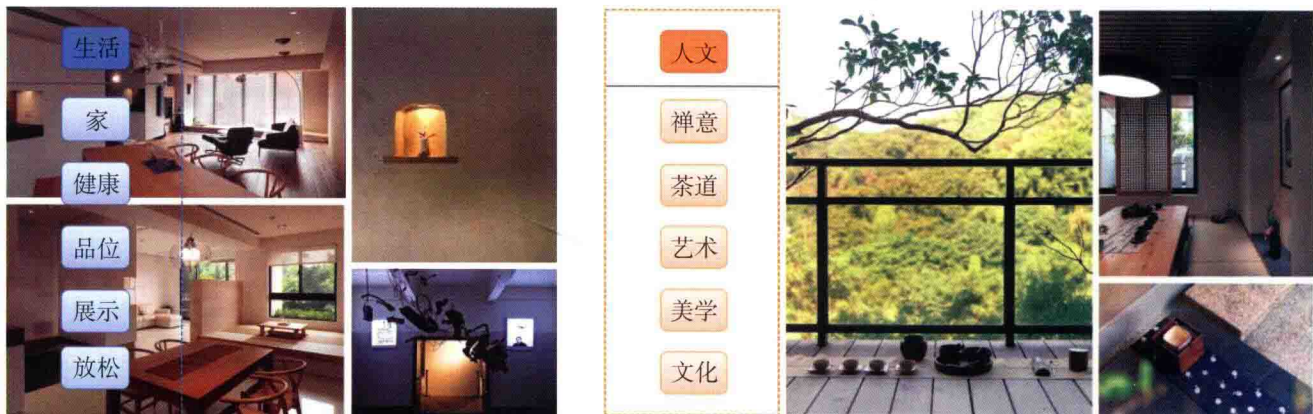 生活
家
健康
品位
展示
放松
人文
禅意
茶道
艺术
美学
文化